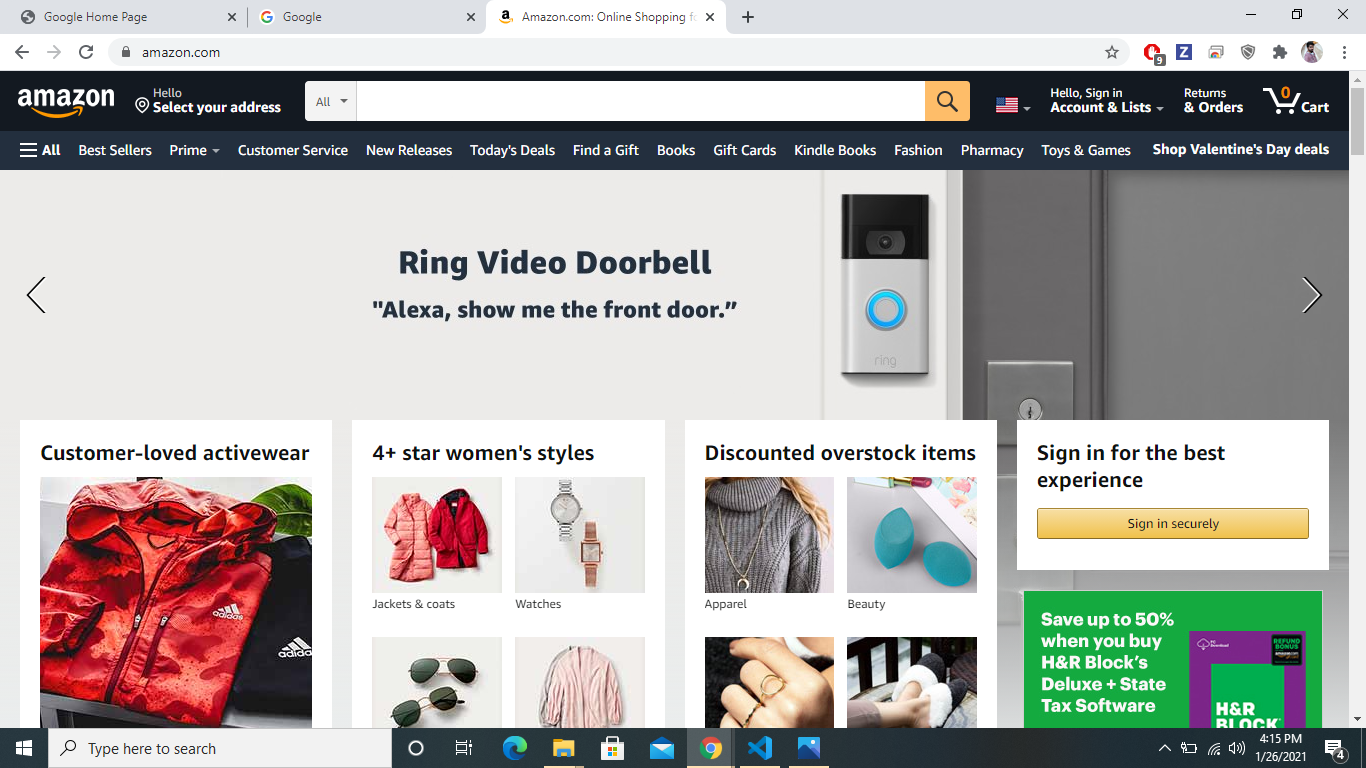 Google Home Page
Google
Amazon.com: Online Shopping fo
amazon.com
9
amazon
Hello
Select your address
All
Hello, Sign in
Account & Lists
Returns
& Orders
0
Cart
All
Best Sellers
Prime
Customer Service
New Releases
Today's Deals
Find a Gift
Books
Gift Cards
Kindle Books
Fashion
Pharmacy
Toys & Games
Shop Valentine's Day deals
Ring Video Doorbell
"Alexa, show me the front door.”
ring
Customer-loved activewear
adidas
adidas
4+ star women's styles
Jackets & coats
Watches
Discounted overstock items
Apparel
Beauty
Sign in for the best
experience
Sign in securely
Save up to 50%
when you buy
H&R Block’s
Deluxe + State
Tax Software
PC
Download
REFUND
BONUS
H&R
BLOCK
Type here to search
4:15 PM
1/26/2021
4